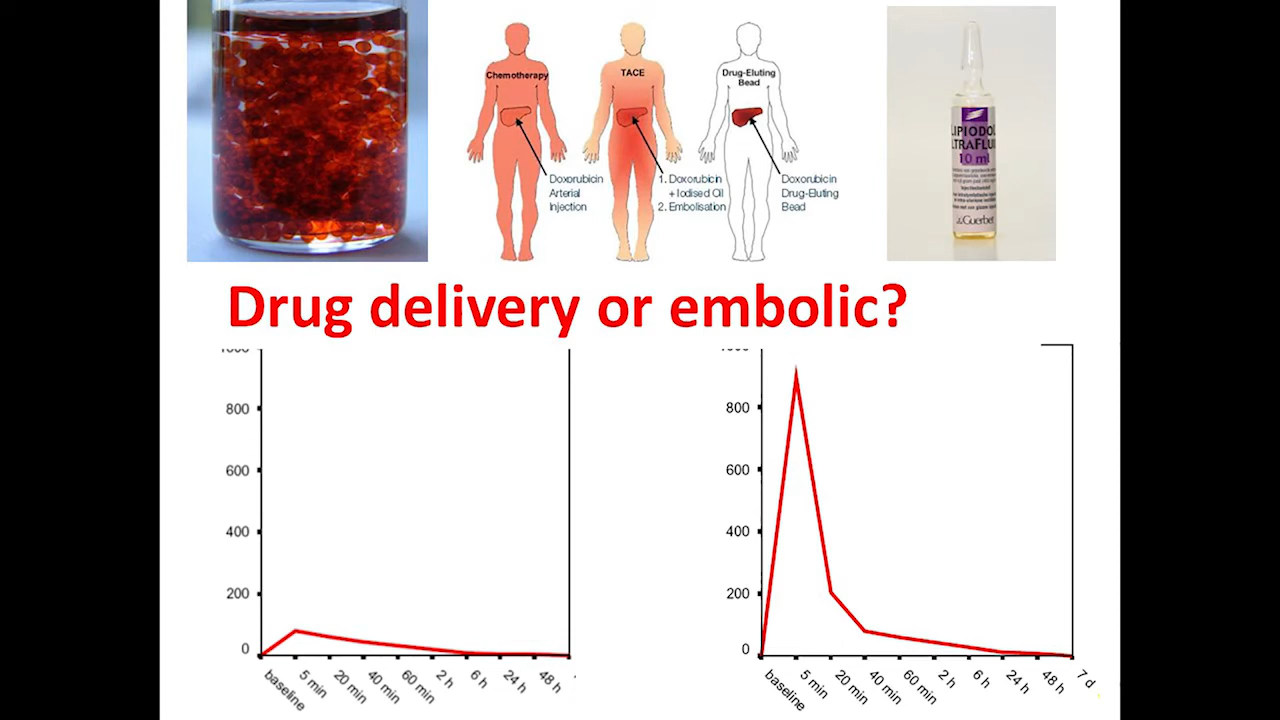 Chemotherapy
TACE
Drug-Eluting
Bead
Doxorubicin
Arterial
Injection
1. Doxorubicin
+ Iodised Oil
2. Embolisation
Doxorubicin
Drug-Eluting
Bead
LIPIODOL
ULTRAFLUI
10 ml
Guerbet
Drug delivery or embolic?
800
600
400
200
0
baseline
5 min
20 min
40 min
60 min
2 h
6 h
24 h
48 h
800
600
400
200
0
baseline
5 min
20 min
40 min
60 min
2 h
6 h
24 h
48 h
7 d